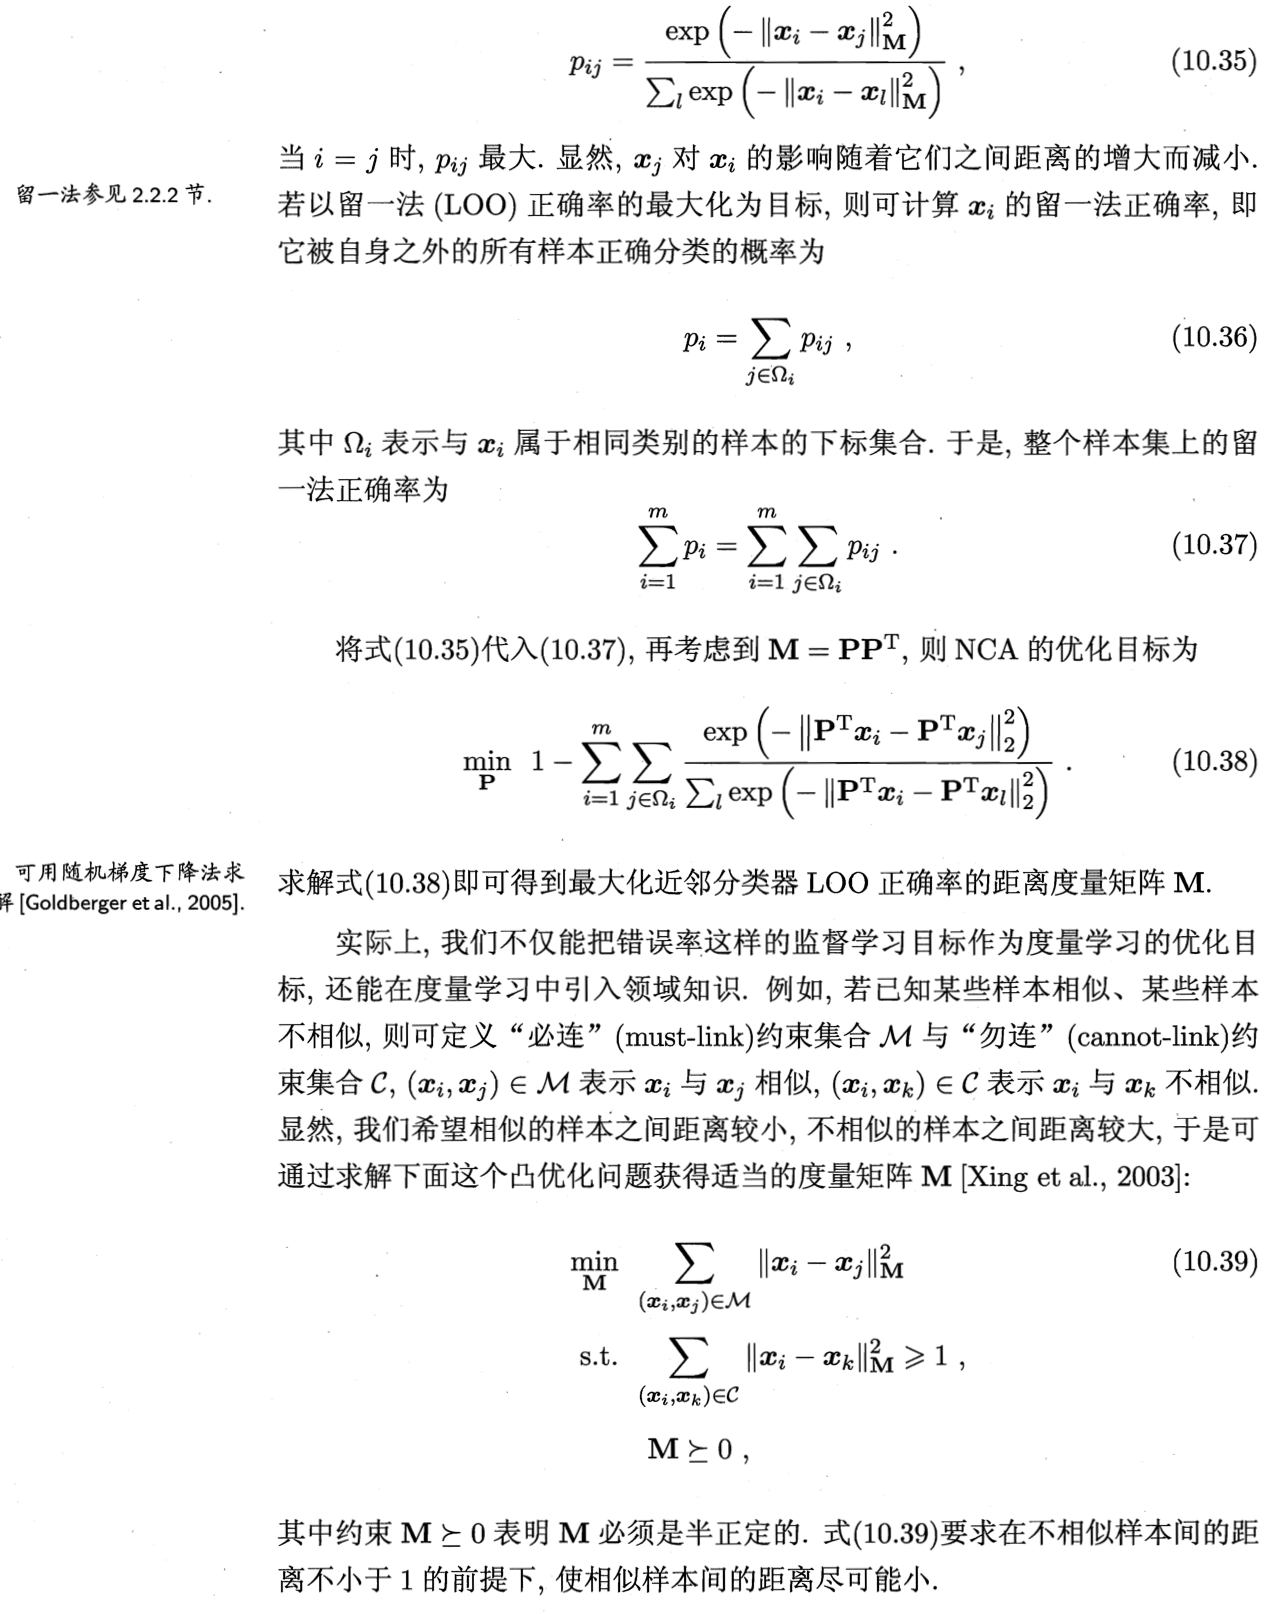 $$p_{ij} = \frac{\exp\left(-\|\boldsymbol{x}_i - \boldsymbol{x}_j\|_{\mathbf{M}}^2\right)}{\sum_l \exp\left(-\|\boldsymbol{x}_i - \boldsymbol{x}_l\|_{\mathbf{M}}^2\right)} , (10.35)$$
当 $i = j$ 时, $p_{ij}$ 最大. 显然, $\boldsymbol{x}_j$ 对 $\boldsymbol{x}_i$ 的影响随着它们之间距离的增大而减小.
留一法参见 2.2.2 节.
若以留一法 (LOO) 正确率的最大化为目标, 则可计算 $\boldsymbol{x}_i$ 的留一法正确率, 即
它被自身之外的所有样本正确分类的概率为
$$p_i = \sum_{j \in \Omega_i} p_{ij} , (10.36)$$
其中 $\Omega_i$ 表示与 $\boldsymbol{x}_i$ 属于相同类别的样本的下标集合. 于是, 整个样本集上的留
一法正确率为
$$\sum_{i=1}^{m} p_i = \sum_{i=1}^{m} \sum_{j \in \Omega_i} p_{ij} . (10.37)$$
将式(10.35)代入(10.37), 再考虑到 $\mathbf{M} = \mathbf{P}\mathbf{P}^{\mathrm{T}}$, 则 NCA 的优化目标为
$$\min_{\mathbf{P}} \ 1 - \sum_{i=1}^{m} \sum_{j \in \Omega_i} \frac{\exp\left(-\left\|\mathbf{P}^{\mathrm{T}}\boldsymbol{x}_i - \mathbf{P}^{\mathrm{T}}\boldsymbol{x}_j\right\|_2^2\right)}{\sum_l \exp\left(-\left\|\mathbf{P}^{\mathrm{T}}\boldsymbol{x}_i - \mathbf{P}^{\mathrm{T}}\boldsymbol{x}_l\right\|_2^2\right)} . (10.38)$$
可用随机梯度下降法求
解 [Goldberger et al., 2005].
求解式(10.38)即可得到最大化近邻分类器 LOO 正确率的距离度量矩阵 $\mathbf{M}$.
实际上, 我们不仅能把错误率这样的监督学习目标作为度量学习的优化目
标, 还能在度量学习中引入领域知识. 例如, 若已知某些样本相似、某些样本
不相似, 则可定义“必连” (must-link)约束集合 $\mathcal{M}$ 与“勿连” (cannot-link)约
束集合 $\mathcal{C}$, $(\boldsymbol{x}_i, \boldsymbol{x}_j) \in \mathcal{M}$ 表示 $\boldsymbol{x}_i$ 与 $\boldsymbol{x}_j$ 相似, $(\boldsymbol{x}_i, \boldsymbol{x}_k) \in \mathcal{C}$ 表示 $\boldsymbol{x}_i$ 与 $\boldsymbol{x}_k$ 不相似.
显然, 我们希望相似的样本之间距离较小, 不相似的样本之间距离较大, 于是可
通过求解下面这个凸优化问题获得适当的度量矩阵 $\mathbf{M}$ [Xing et al., 2003]:
$$\min_{\mathbf{M}} \sum_{(\boldsymbol{x}_i, \boldsymbol{x}_j) \in \mathcal{M}} \|\boldsymbol{x}_i - \boldsymbol{x}_j\|_{\mathbf{M}}^2 (10.39)$$
$$\text{s.t.} \sum_{(\boldsymbol{x}_i, \boldsymbol{x}_k) \in \mathcal{C}} \|\boldsymbol{x}_i - \boldsymbol{x}_k\|_{\mathbf{M}}^2 \geqslant 1 ,$$
$$\mathbf{M} \succeq 0 ,$$
其中约束 $\mathbf{M} \succeq 0$ 表明 $\mathbf{M}$ 必须是半正定的. 式(10.39)要求在不相似样本间的距
离不小于 1 的前提下, 使相似样本间的距离尽可能小.